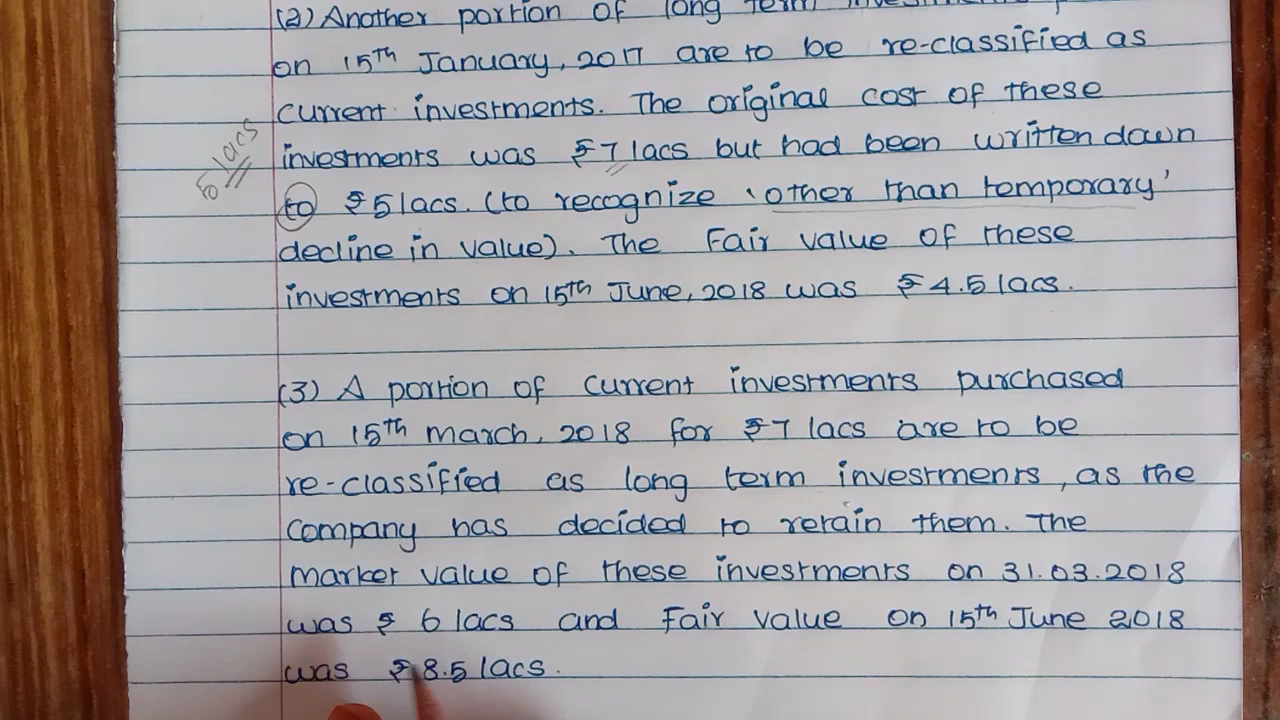 (2) Another portion of long term
on 15th January, 2017 are to be re-classified as
current investments. The original cost of these
investments was ₹7 lacs but had been written down
5 lacs
to ₹5 lacs. (to recognize 'other than temporary'
decline in value). The Fair value of these
investments on 15th June, 2018 was ₹4.5 lacs.
(3) A portion of current investments purchased
on 15th march, 2018 for ₹7 lacs are to be
re-classified as long term investments, as the
company has decided to retain them. The
market value of these investments on 31.03.2018
was ₹ 6 lacs and Fair value on 15th June 2018
was ₹8.5 lacs.